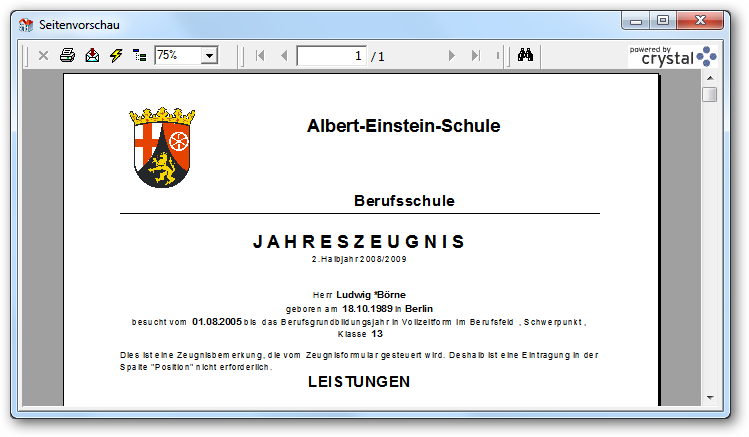 Seitenvorschau
75%
1
/1
powered by
crystal
Albert-Einstein-Schule
Berufsschule
JAHRESZEUGNIS
2.Halbjahr2008/2009
Herr Ludwig *Börne
geboren am 18.10.1989 in Berlin
besucht vom 01.08.2005 bis das Berufsgrundbildungsjahr in Vollzeitform im Berufsfeld , Schwerpunkt ,
Klasse 13
Dies ist eine Zeugnisbemerkung, die vom Zeugnisformular gesteuert wird. Deshalb ist eine Eintragung in der
Spalte "Position" nicht erforderlich.
LEISTUNGEN